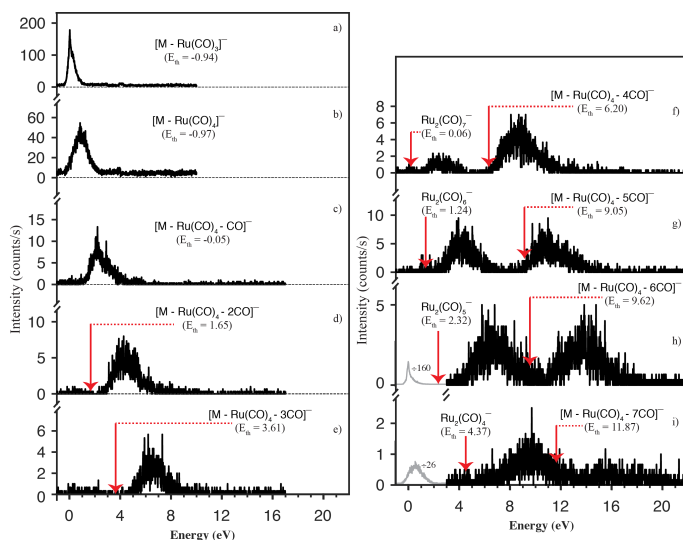 200
100
0
a)
[M - Ru(CO)₃]⁻
(Eth = -0.94)
60
40
20
0
b)
[M - Ru(CO)₄]⁻
(Eth = -0.97)
15
10
5
0
c)
[M - Ru(CO)₄ - CO]⁻
(Eth = -0.05)
10
5
0
d)
[M - Ru(CO)₄ - 2CO]⁻
(Eth = 1.65)
6
4
2
0
e)
[M - Ru(CO)₄ - 3CO]⁻
(Eth = 3.61)
Intensity (counts/s)
0 4 8 12 16 20
Energy (eV)
8
6
4
2
0
f)
[M - Ru(CO)₄ - 4CO]⁻
(Eth = 6.20)
Ru₂(CO)₇⁻
(Eth = 0.06)
10
5
0
g)
Ru₂(CO)₆⁻
(Eth = 1.24)
[M - Ru(CO)₄ - 5CO]⁻
(Eth = 9.05)
5
0
h)
[M - Ru(CO)₄ - 6CO]⁻
(Eth = 9.62)
Ru₂(CO)₅⁻
(Eth = 2.32)
÷160
3
2
1
0
i)
Ru₂(CO)₄⁻
(Eth = 4.37)
[M - Ru(CO)₄ - 7CO]⁻
(Eth = 11.87)
÷26
Intensity (counts/s)
0 4 8 12 16 20
Energy (eV)